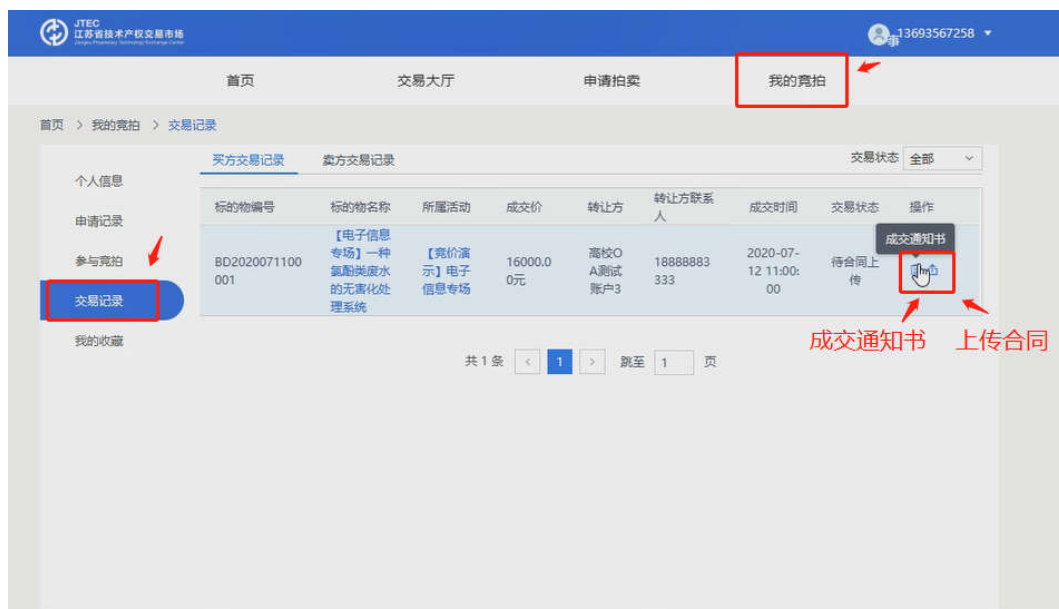 JTEC
江苏省技术产权交易市场
13693567258
首页
交易大厅
申请拍卖
我的竞拍
首页 > 我的竞拍 > 交易记录
个人信息
申请记录
参与竞拍
交易记录
我的收藏
买方交易记录
卖方交易记录
交易状态 全部
标的物编号
标的物名称
所属活动
成交价
转让方
转让方联系
人
成交时间
交易状态
操作
成交通知书
BD2020071100
001
【电子信息
专场】一种
氯酚类废水
的无害化处
理系统
【竞价演
示】电子
信息专场
16000.0
0元
高校O
A测试
账户3
18888883
333
2020-07-
12 11:00:
00
待合同上
传
成交通知书
上传合同
共 1 条 < 1 > 跳至 1 页